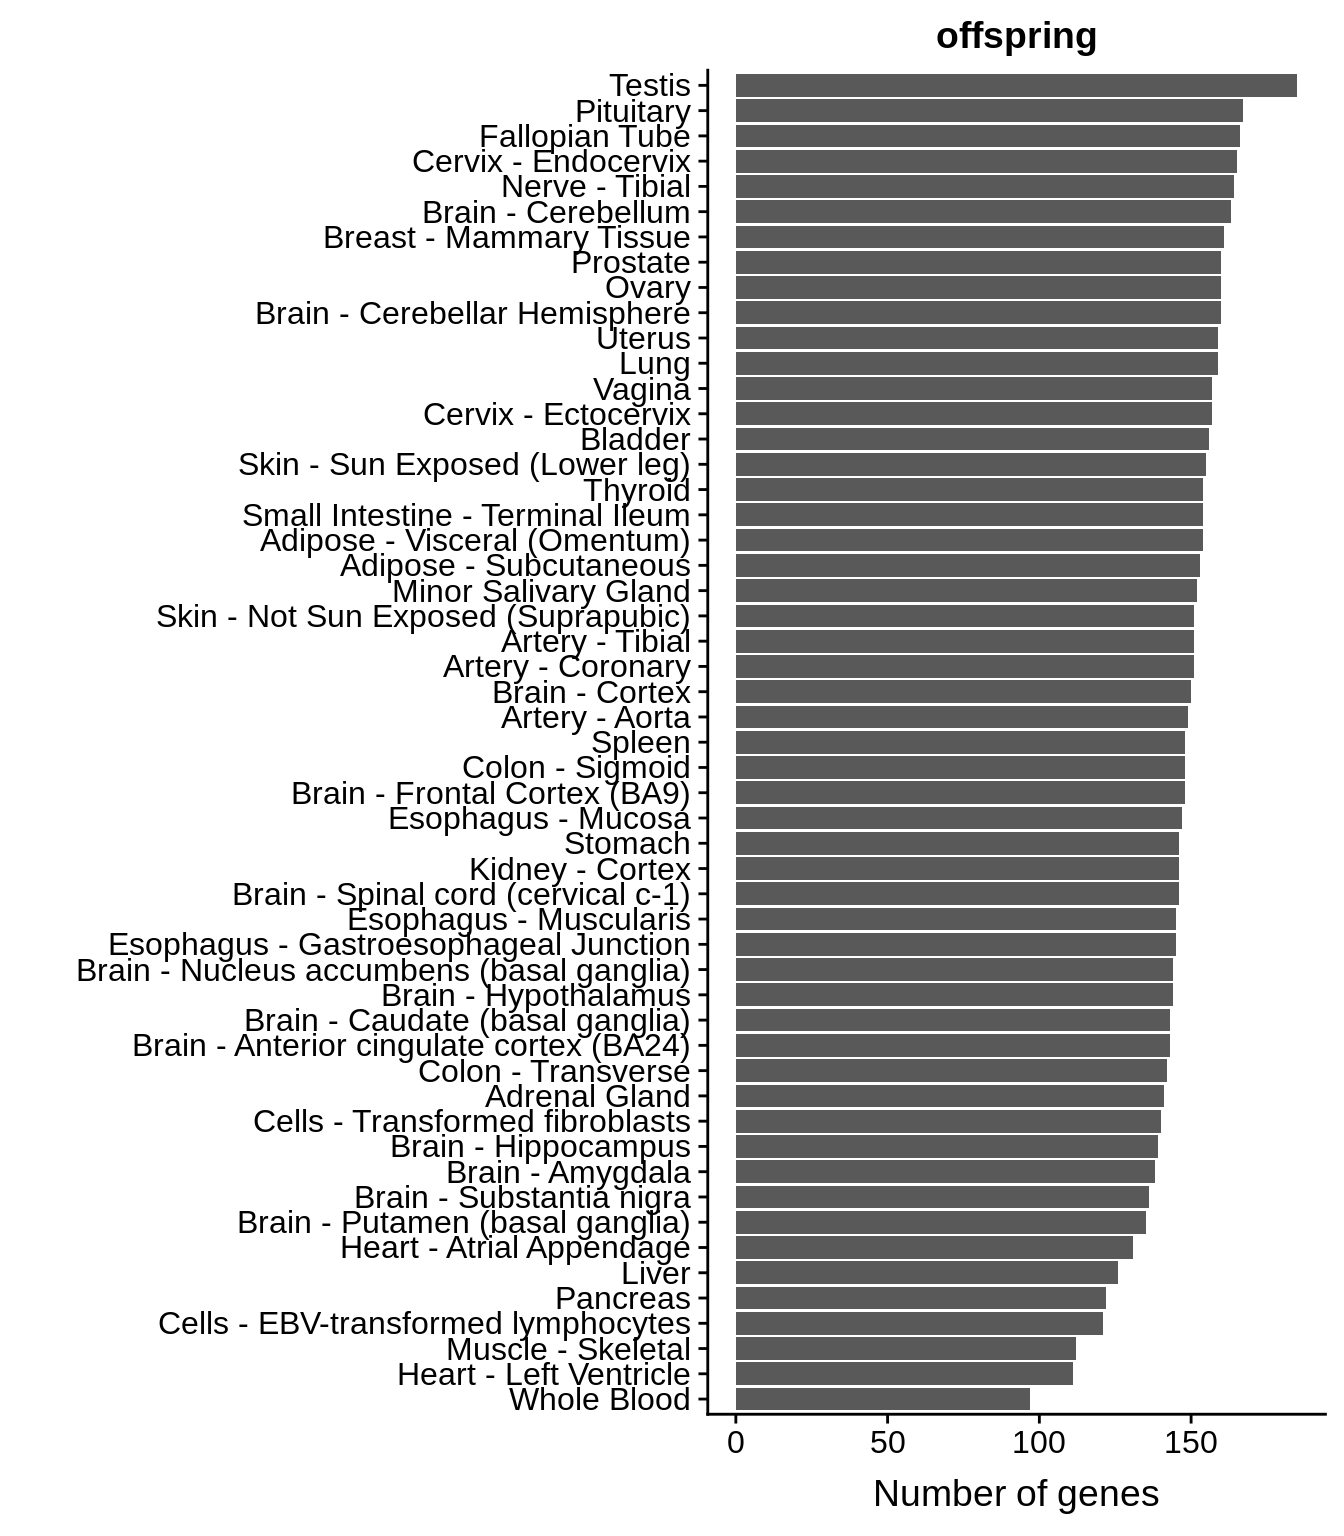 offspring
Testis
Pituitary
Fallopian Tube
Cervix - Endocervix
Nerve - Tibial
Brain - Cerebellum
Breast - Mammary Tissue
Prostate
Ovary
Brain - Cerebellar Hemisphere
Uterus
Lung
Vagina
Cervix - Ectocervix
Bladder
Skin - Sun Exposed (Lower leg)
Thyroid
Small Intestine - Terminal Ileum
Adipose - Visceral (Omentum)
Adipose - Subcutaneous
Minor Salivary Gland
Skin - Not Sun Exposed (Suprapubic)
Artery - Tibial
Artery - Coronary
Brain - Cortex
Artery - Aorta
Spleen
Colon - Sigmoid
Brain - Frontal Cortex (BA9)
Esophagus - Mucosa
Stomach
Kidney - Cortex
Brain - Spinal cord (cervical c-1)
Esophagus - Muscularis
Esophagus - Gastroesophageal Junction
Brain - Nucleus accumbens (basal ganglia)
Brain - Hypothalamus
Brain - Caudate (basal ganglia)
Brain - Anterior cingulate cortex (BA24)
Colon - Transverse
Adrenal Gland
Cells - Transformed fibroblasts
Brain - Hippocampus
Brain - Amygdala
Brain - Substantia nigra
Brain - Putamen (basal ganglia)
Heart - Atrial Appendage
Liver
Pancreas
Cells - EBV-transformed lymphocytes
Muscle - Skeletal
Heart - Left Ventricle
Whole Blood
0 50 100 150
Number of genes